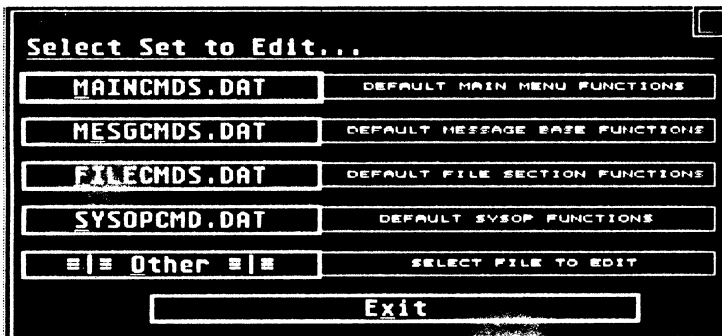 Select Set to Edit...
MAINCMDS.DAT DEFAULT MAIN MENU FUNCTIONS
MESGCMDS.DAT DEFAULT MESSAGE BASE FUNCTIONS
FILECMDS.DAT DEFAULT FILE SECTION FUNCTIONS
SYSOPCMD.DAT DEFAULT SYSOP FUNCTIONS
≡|≡ Other ≡|≡ SELECT FILE TO EDIT
Exit